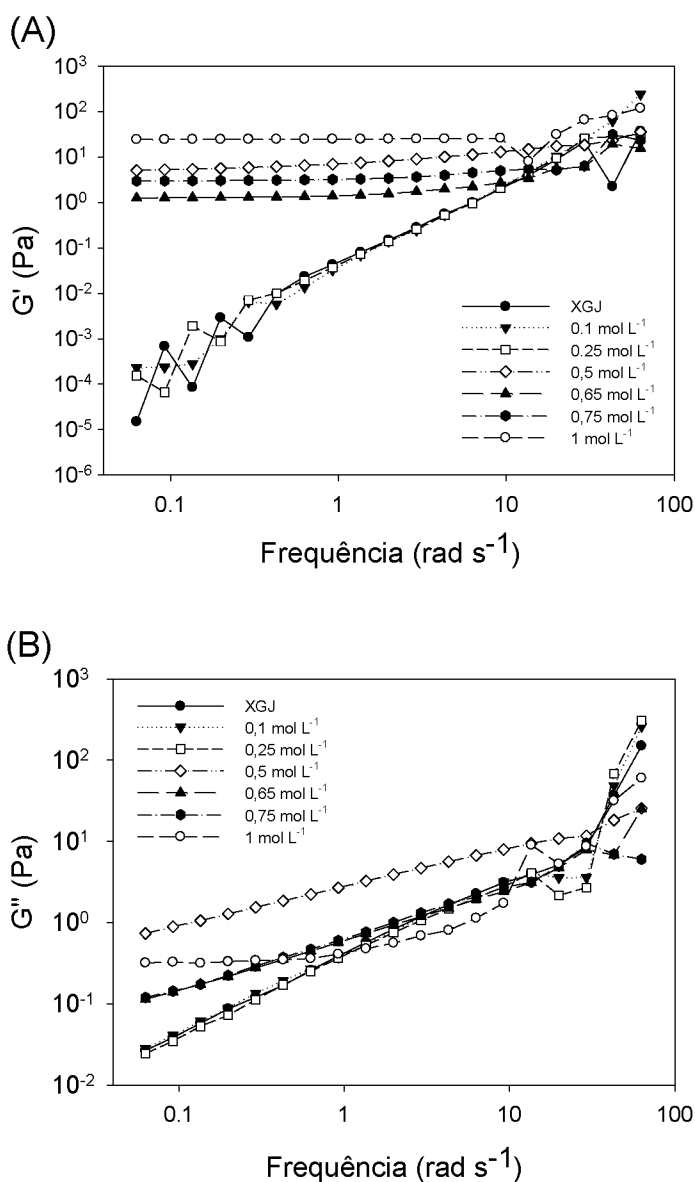 (A)
10³
10²
10¹
10⁰
10⁻¹
10⁻²
10⁻³
10⁻⁴
10⁻⁵
10⁻⁶
G' (Pa)
XGJ
0.1 mol L⁻¹
0.25 mol L⁻¹
0,5 mol L⁻¹
0,65 mol L⁻¹
0,75 mol L⁻¹
1 mol L⁻¹
0.1 1 10 100
Frequência (rad s⁻¹)
(B)
10³
10²
10¹
10⁰
10⁻¹
10⁻²
G" (Pa)
XGJ
0,1 mol L⁻¹
0,25 mol L⁻¹
0,5 mol L⁻¹
0,65 mol L⁻¹
0,75 mol L⁻¹
1 mol L⁻¹
0.1 1 10 100
Frequência (rad s⁻¹)